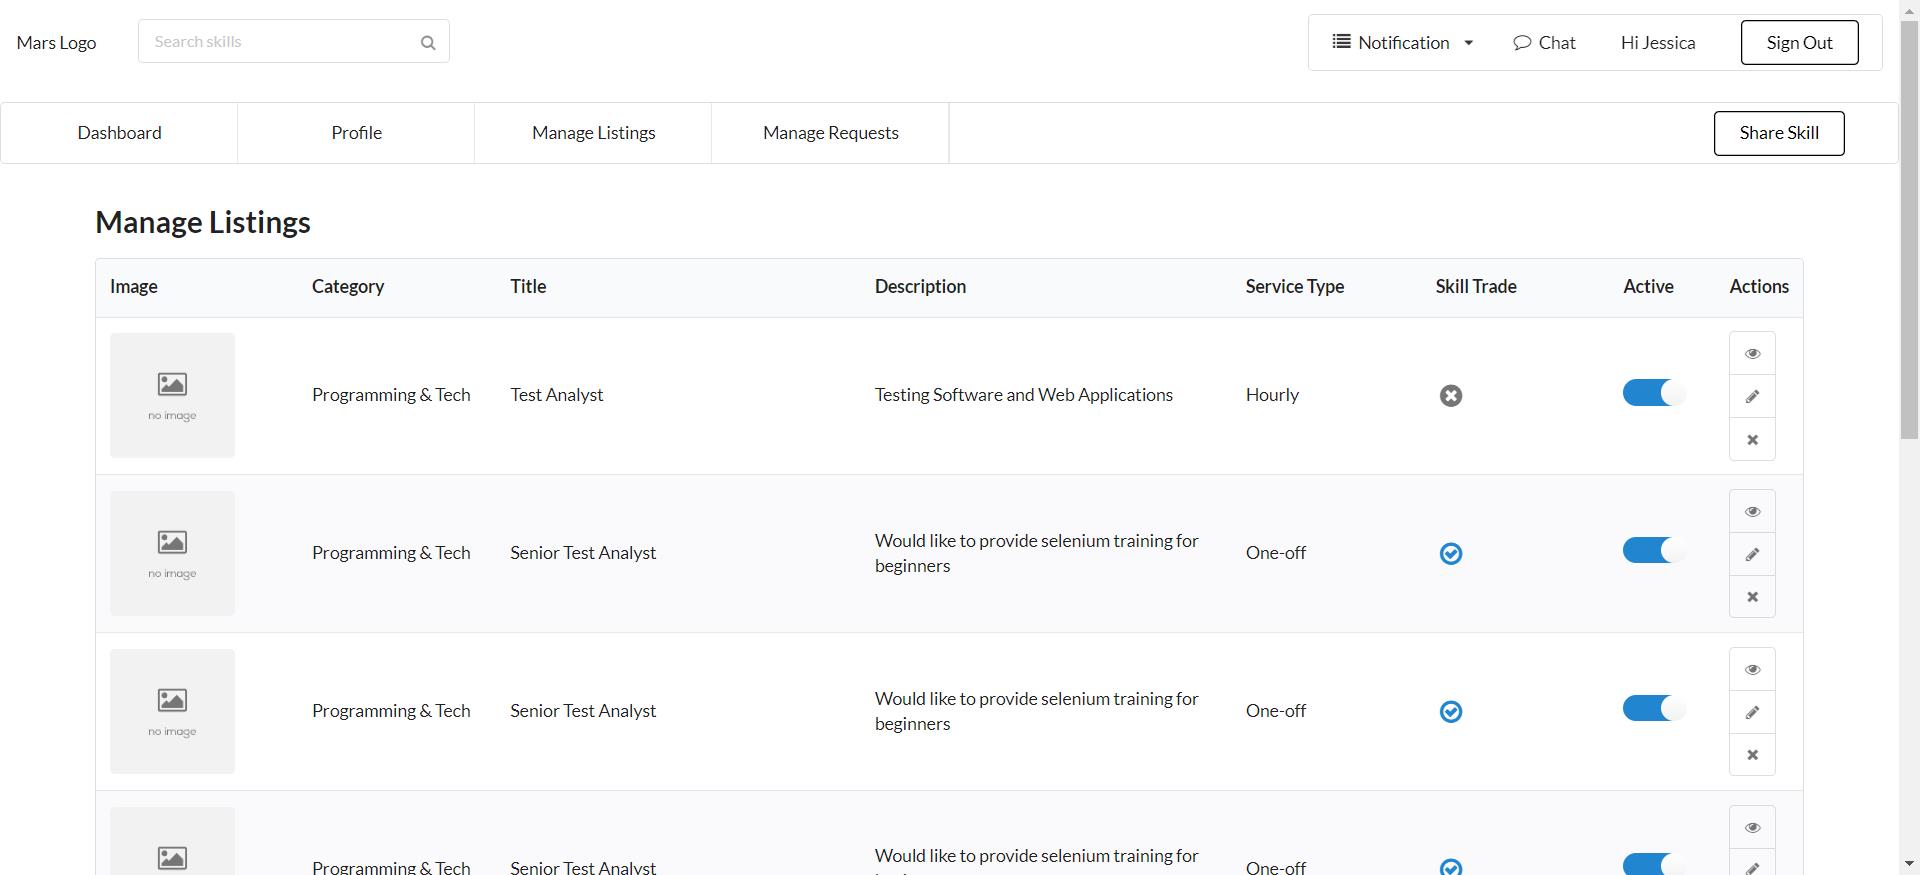 Mars Logo
Search skills
Notification
Chat
Hi Jessica
Sign Out
Dashboard
Profile
Manage Listings
Manage Requests
Share Skill
Manage Listings
Image Category Title Description Service Type Skill Trade Active Actions
no image
Programming & Tech
Test Analyst
Testing Software and Web Applications
Hourly
no image
Programming & Tech
Senior Test Analyst
Would like to provide selenium training for
beginners
One-off
no image
Programming & Tech
Senior Test Analyst
Would like to provide selenium training for
beginners
One-off
Programming & Tech
Senior Test Analyst
Would like to provide selenium training for
One-off